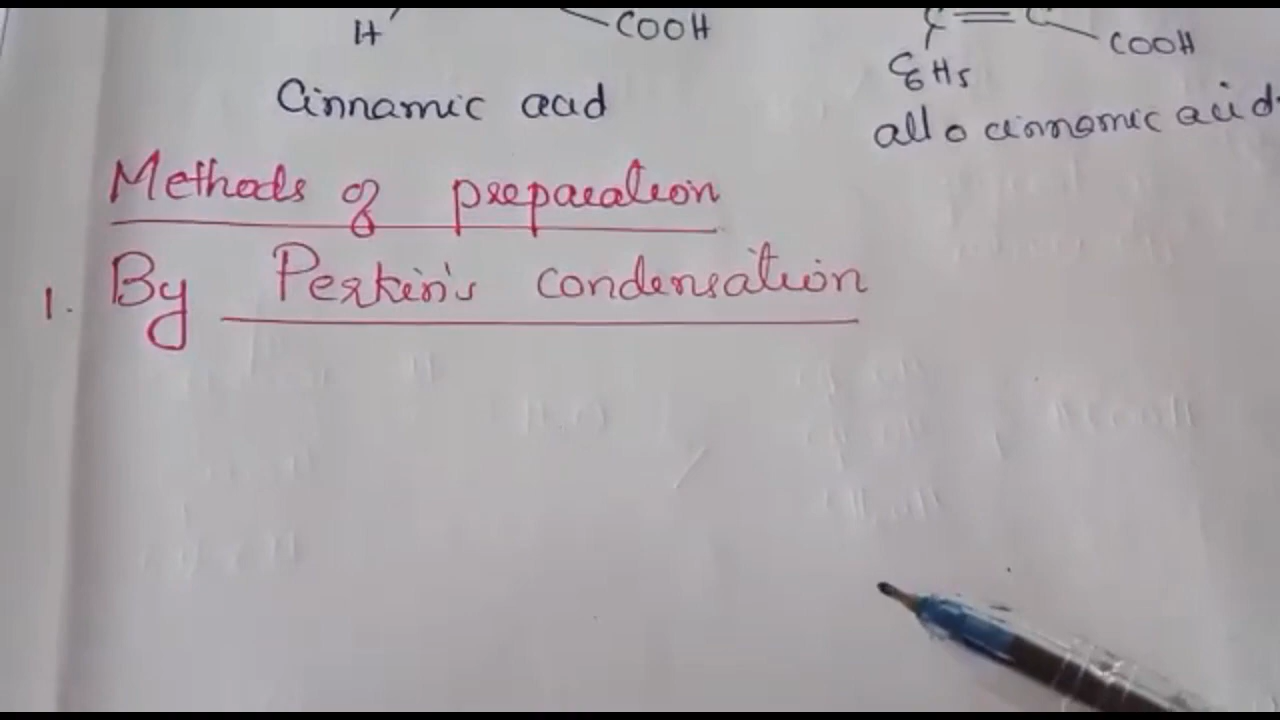 H COOH C = C COOH
C6H5
Cinnamic acid allo cinnamic acid.
Methods of preparation
1. By Perkin's condensation